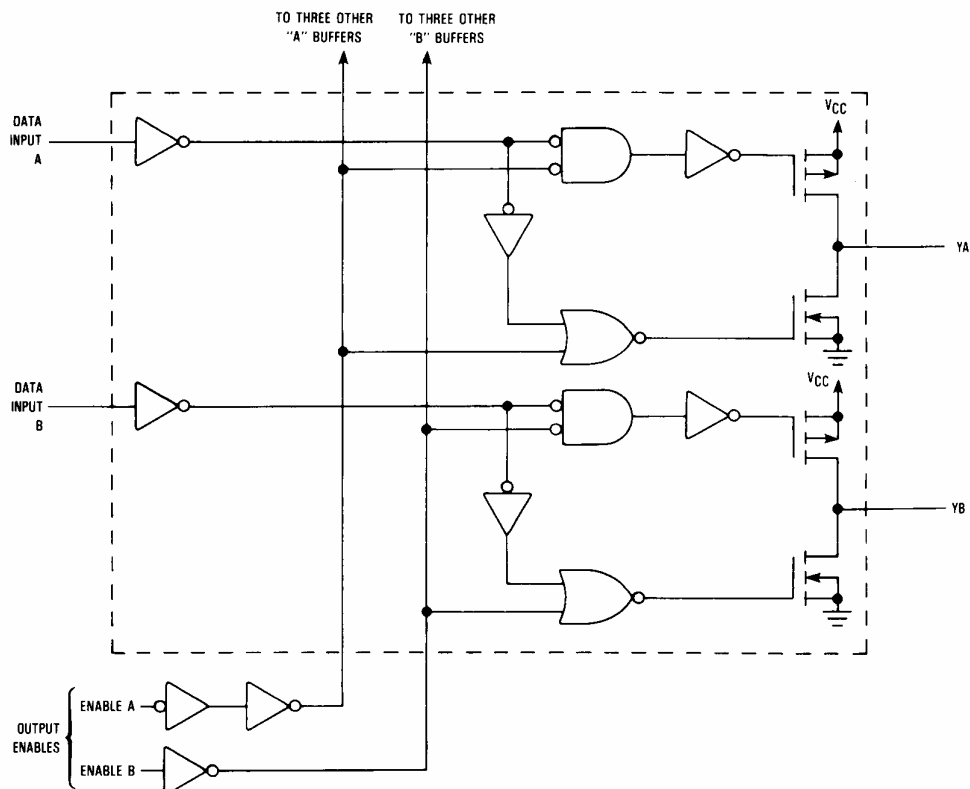 TO THREE OTHER
"A" BUFFERS
TO THREE OTHER
"B" BUFFERS
DATA
INPUT
A
VCC
YA
DATA
INPUT
B
VCC
YB
OUTPUT
ENABLES
ENABLE A
ENABLE B